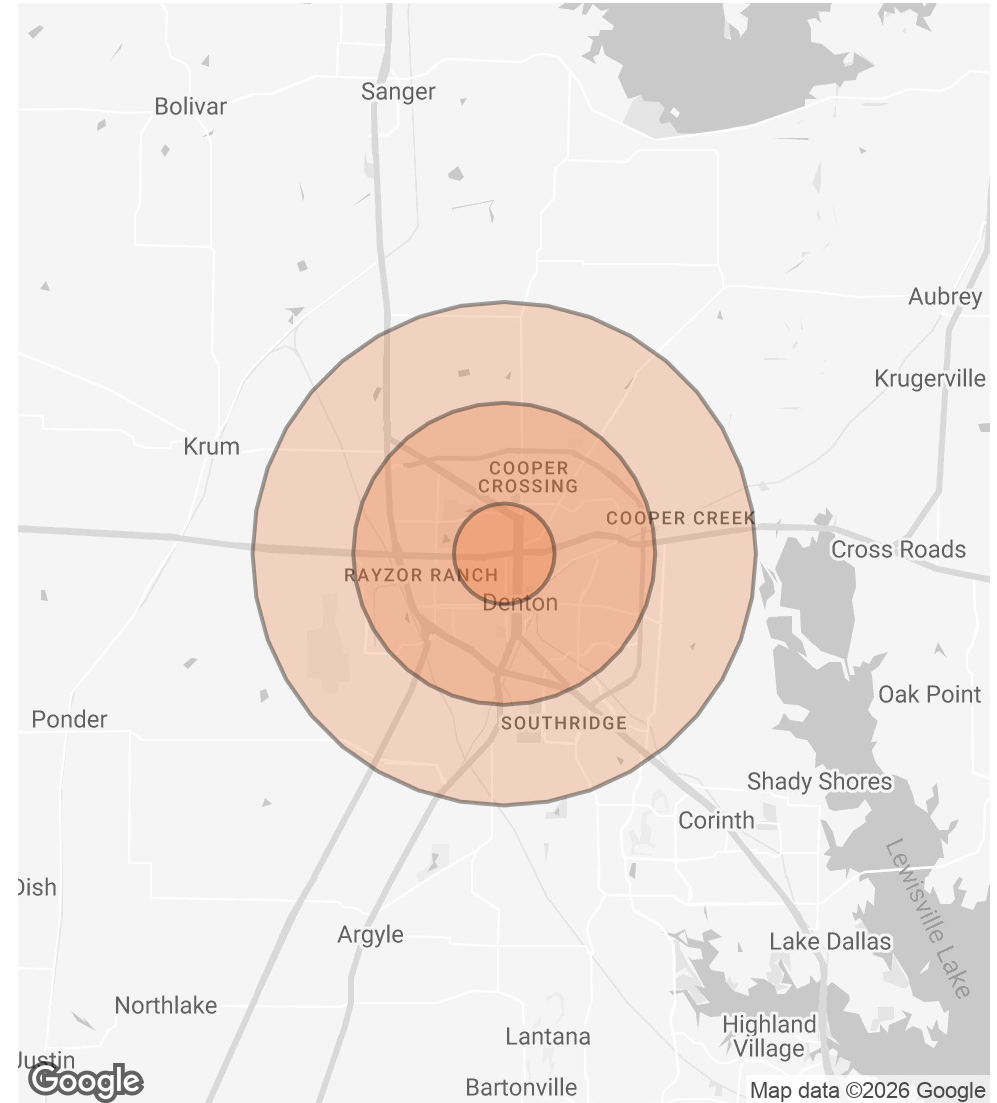 Sanger
Bolivar
Aubrey
Krugerville
Krum
COOPER
CROSSING
COOPER CREEK
Cross Roads
RAYZOR RANCH
Denton
Oak Point
Ponder
SOUTHRIDGE
Shady Shores
Corinth
Dish
Lewisville Lake
Argyle
Lake Dallas
Northlake
Highland
Village
Lantana
Justin
Google
Bartonville
Map data ©2026 Google